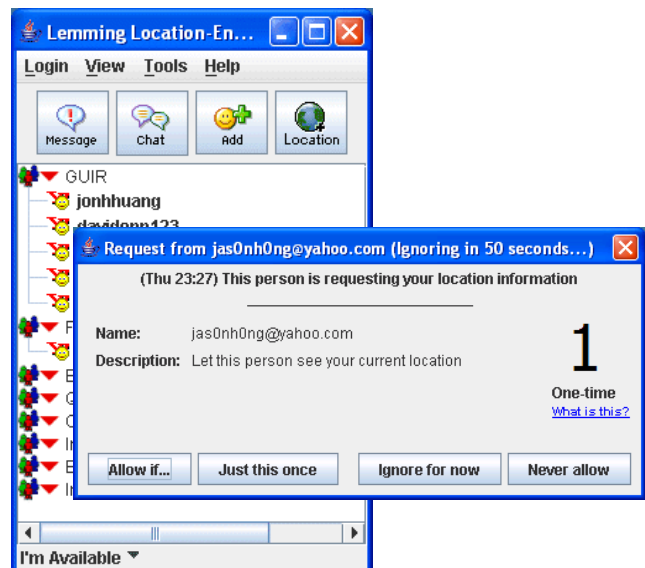 Lemming Location-En...
Login View Tools Help
Message Chat Add Location
GUIR
jonhhuang
davidonn123
Request from jas0nh0ng@yahoo.com (Ignoring in 50 seconds...)
(Thu 23:27) This person is requesting your location information
Name: jas0nh0ng@yahoo.com
Description: Let this person see your current location
1
One-time
What is this?
Allow if... Just this once Ignore for now Never allow
I'm Available